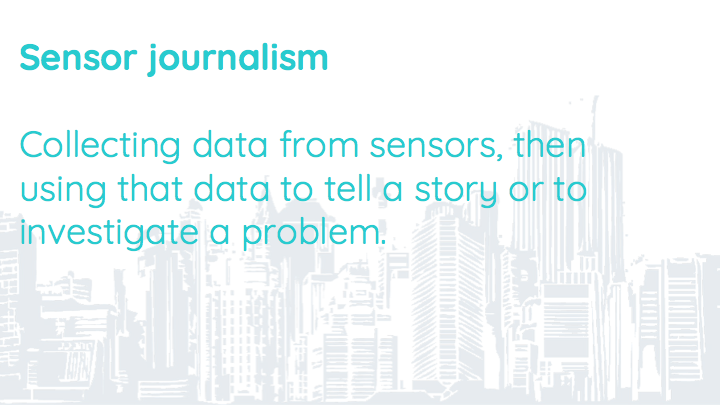 Sensor journalism
Collecting data from sensors, then
using that data to tell a story or to
investigate a problem.